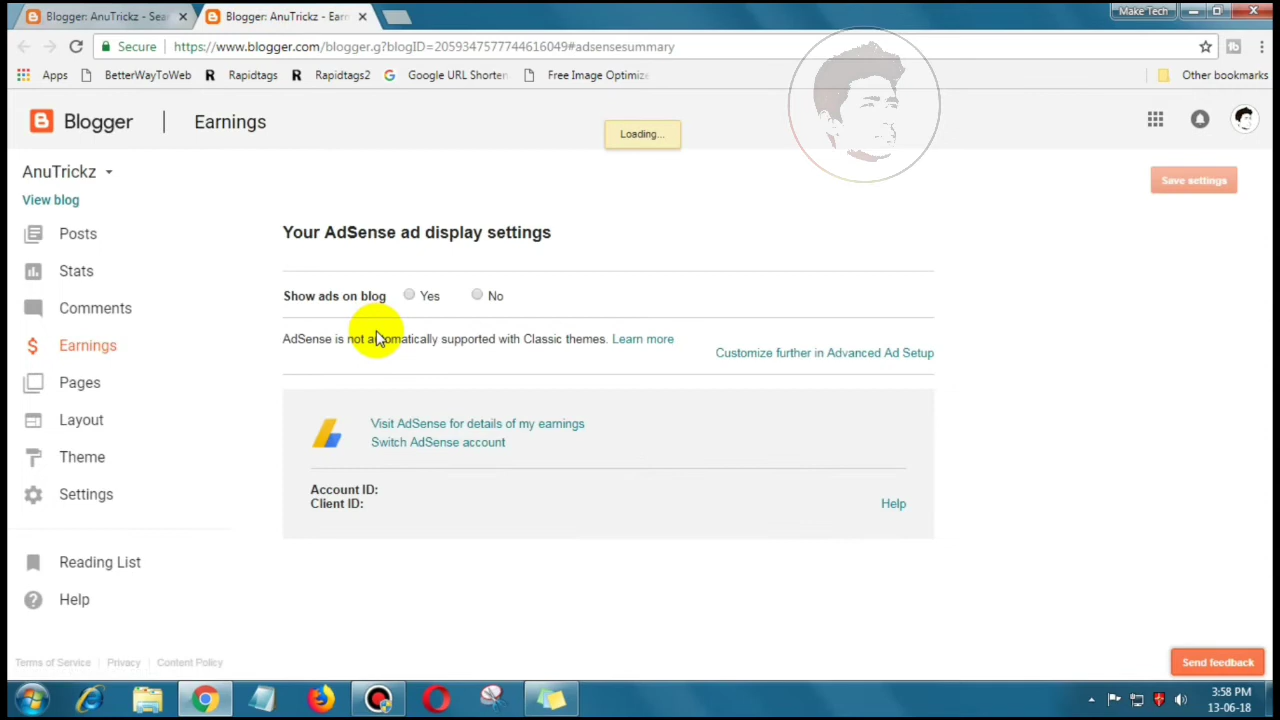 Blogger: AnuTrickz - Sear
Blogger: AnuTrickz - Earn
Make Tech
Secure
https://www.blogger.com/blogger.g?blogID=2059347577744616049#adsensesummary
Apps
BetterWayToWeb
Rapidtags
Rapidtags2
Google URL Shorten
Free Image Optimize
Other bookmarks
Blogger
Earnings
Loading...
AnuTrickz
View blog
Save settings
Posts
Stats
Comments
Earnings
Pages
Layout
Theme
Settings
Reading List
Help
Your AdSense ad display settings
Show ads on blog
Yes
No
AdSense is not automatically supported with Classic themes. Learn more
Customize further in Advanced Ad Setup
Visit AdSense for details of my earnings
Switch AdSense account
Account ID:
Client ID:
Help
Terms of Service | Privacy | Content Policy
Send feedback
3:58 PM
13-06-18